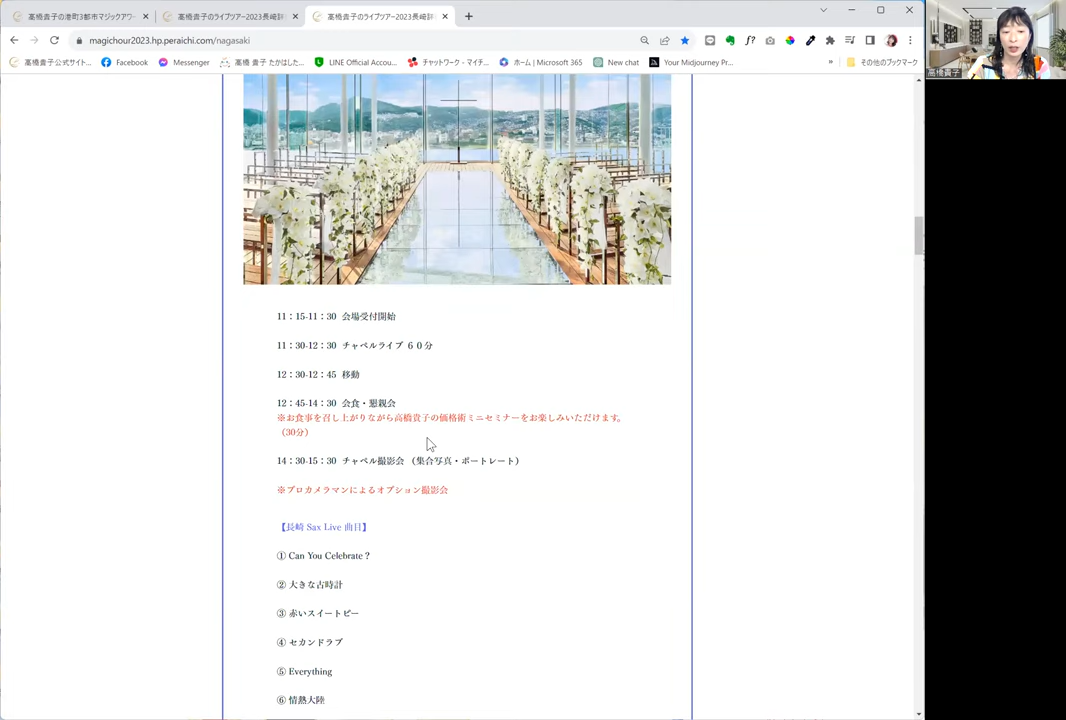 高橋貴子の港町3都市マジックアワー
高橋貴子のライブツアー2023長崎
高橋貴子のライブツアー2023長崎
magichour2023.hp.peraichi.com/nagasaki
高橋貴子公式サイト...
Facebook
Messenger
高橋 貴子 たかはした...
LINE Official Accou...
チャットワーク - マイチ...
ホーム | Microsoft 365
New chat
Your Midjourney Pr...
»
その他のブックマーク
高橋貴子
11：15-11：30 会場受付開始
11：30-12：30 チャペルライブ ６０分
12：30-12：45 移動
12：45-14：30 会食・懇親会
※お食事を召し上がりながら高橋貴子の価格術ミニセミナーをお楽しみいただけます。
（30分）
14：30-15：30 チャペル撮影会 （集合写真・ポートレート）
※プロカメラマンによるオプション撮影会
【長崎 Sax Live 曲目】
① Can You Celebrate？
② 大きな古時計
③ 赤いスイートピー
④ セカンドラブ
⑤ Everything
⑥ 情熱大陸